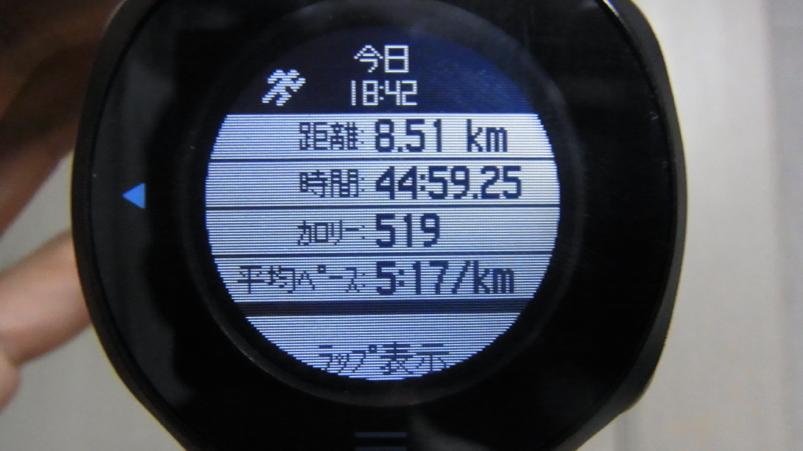 今日
18:42
距離: 8.51 km
時間: 44:59.25
カロリー: 519
平均ペース: 5:17/km
ラップ表示